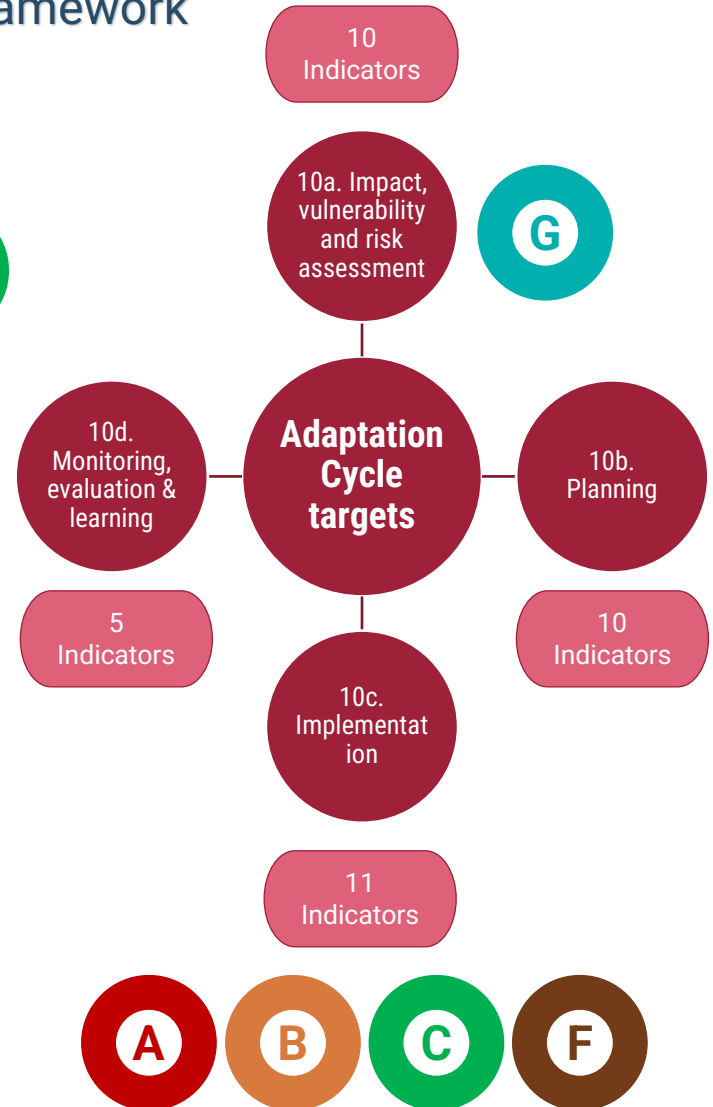 amework
10
Indicators
10a. Impact,
vulnerability
and risk
assessment
G
10d.
Monitoring,
evaluation &
learning
Adaptation
Cycle
targets
10b.
Planning
5
Indicators
10
Indicators
10c.
Implementat
ion
11
Indicators
A
B
C
F